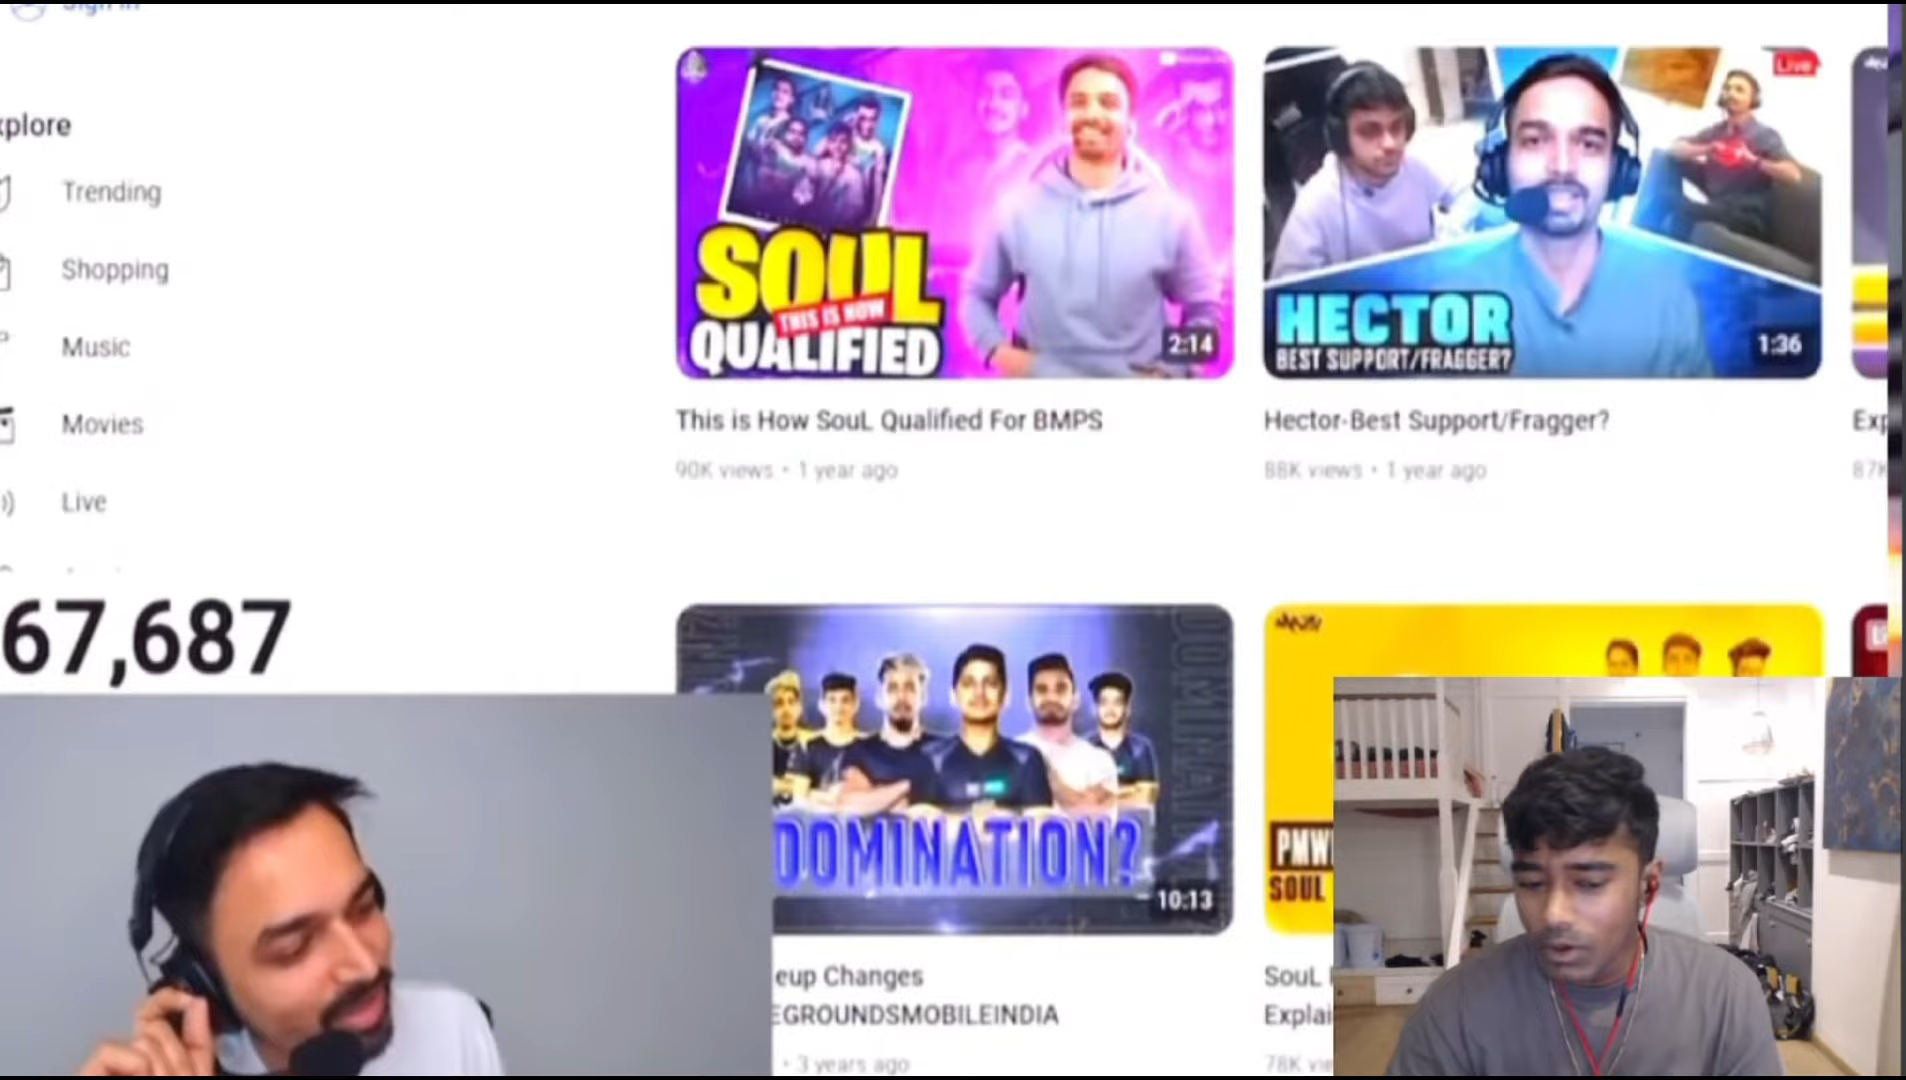 Sign in
xplore
Trending
Shopping
Music
Movies
Live
67,687
SOUL
THIS IS HOW
QUALIFIED
2:14
This is How SouL Qualified For BMPS
90K views • 1 year ago
Live
HECTOR
BEST SUPPORT/FRAGGER?
1:36
Hector-Best Support/Fragger?
88K views • 1 year ago
Exp
87K
DOMINATION?
10:13
eup Changes
EGROUNDSMOBILEINDIA
• 3 years ago
PMW
SOUL
SouL
Explai
78K vie